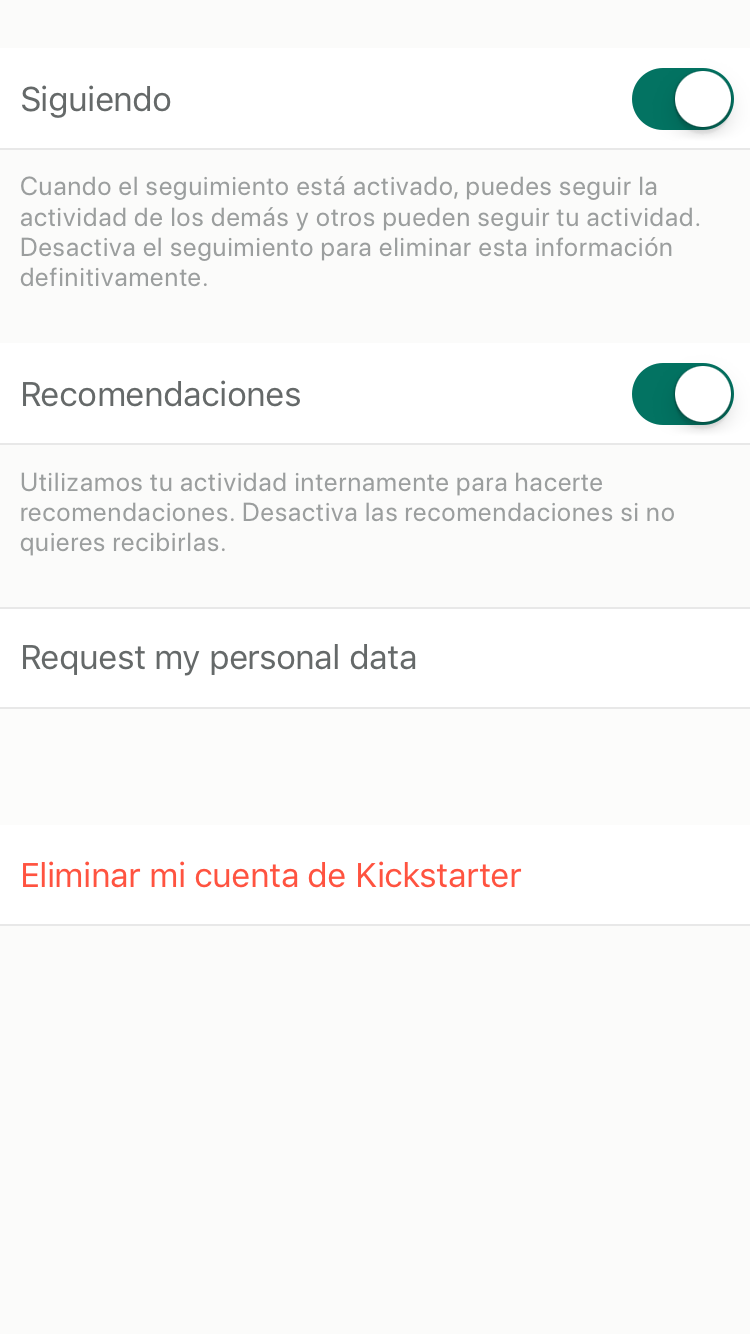 Siguiendo
Cuando el seguimiento está activado, puedes seguir la
actividad de los demás y otros pueden seguir tu actividad.
Desactiva el seguimiento para eliminar esta información
definitivamente.
Recomendaciones
Utilizamos tu actividad internamente para hacerte
recomendaciones. Desactiva las recomendaciones si no
quieres recibirlas.
Request my personal data
Eliminar mi cuenta de Kickstarter